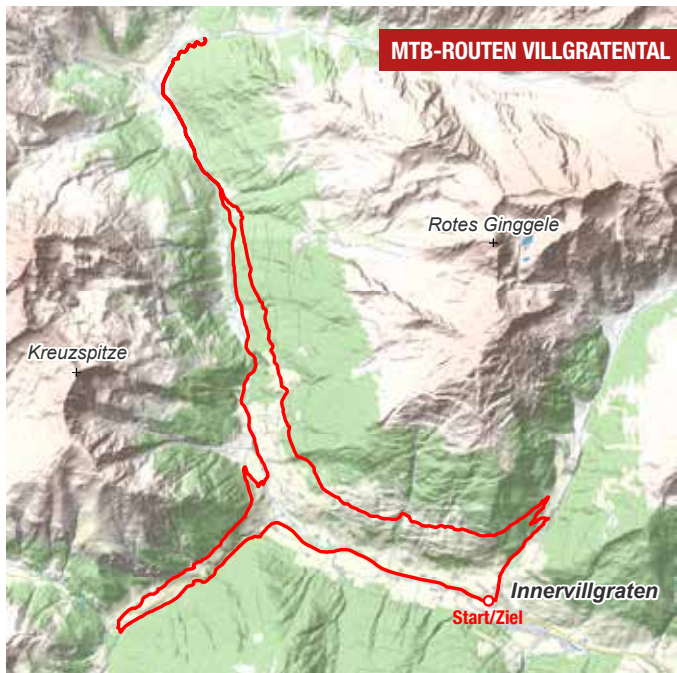 MTB-ROUTEN VILLGRATENTAL
Rotes Ginggele
Kreuzspitze
Innervillgraten
Start/Ziel